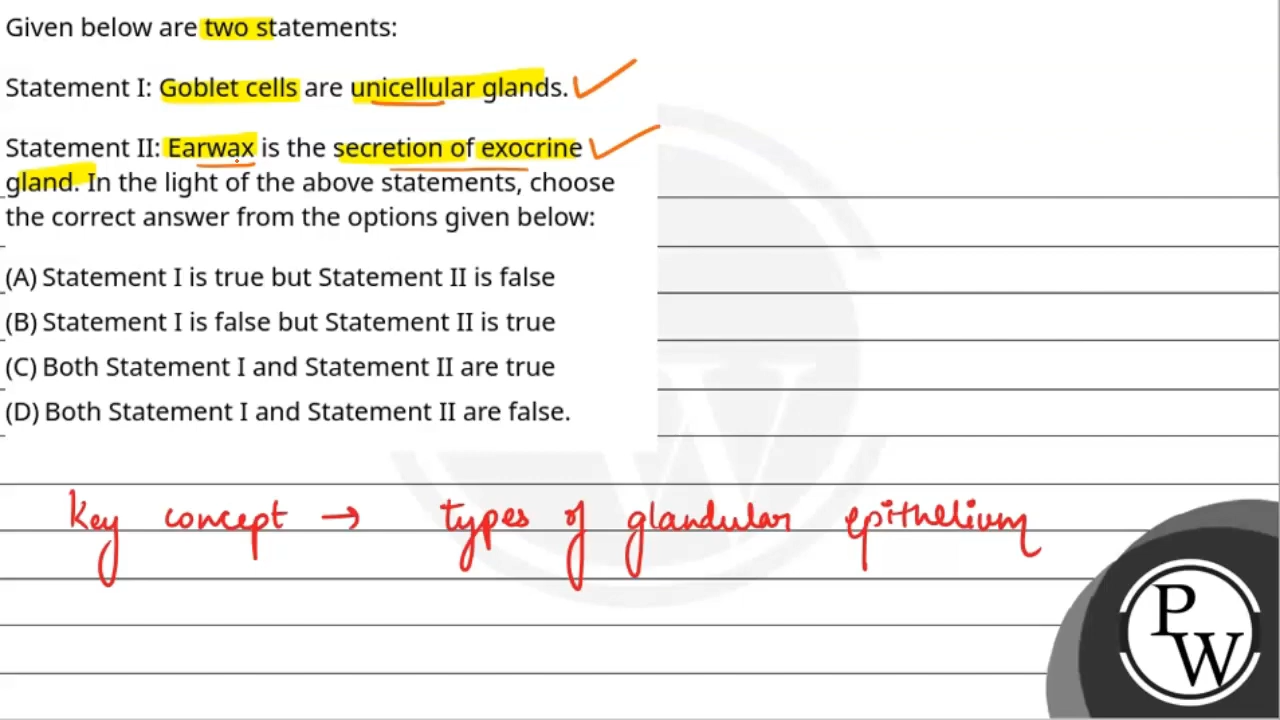 Given below are two statements:
Statement I: Goblet cells are unicellular glands.
Statement II: Earwax is the secretion of exocrine
gland. In the light of the above statements, choose
the correct answer from the options given below:
(A) Statement I is true but Statement II is false
(B) Statement I is false but Statement II is true
(C) Both Statement I and Statement II are true
(D) Both Statement I and Statement II are false.
Key concept → types of glandular epithelium
P
W